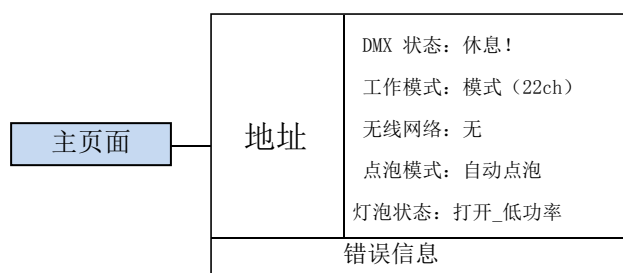 主页面
地址
DMX 状态：休息！
工作模式：模式（22ch）
无线网络：无
点泡模式：自动点泡
灯泡状态：打开_低功率
错误信息